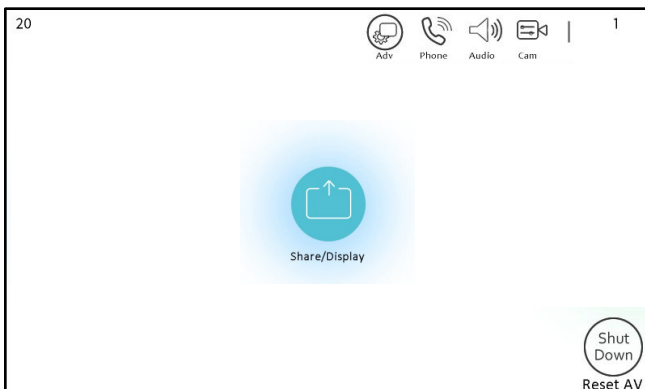 20
1
Adv Phone Audio Cam
Share/Display
Shut
Down
Reset AV